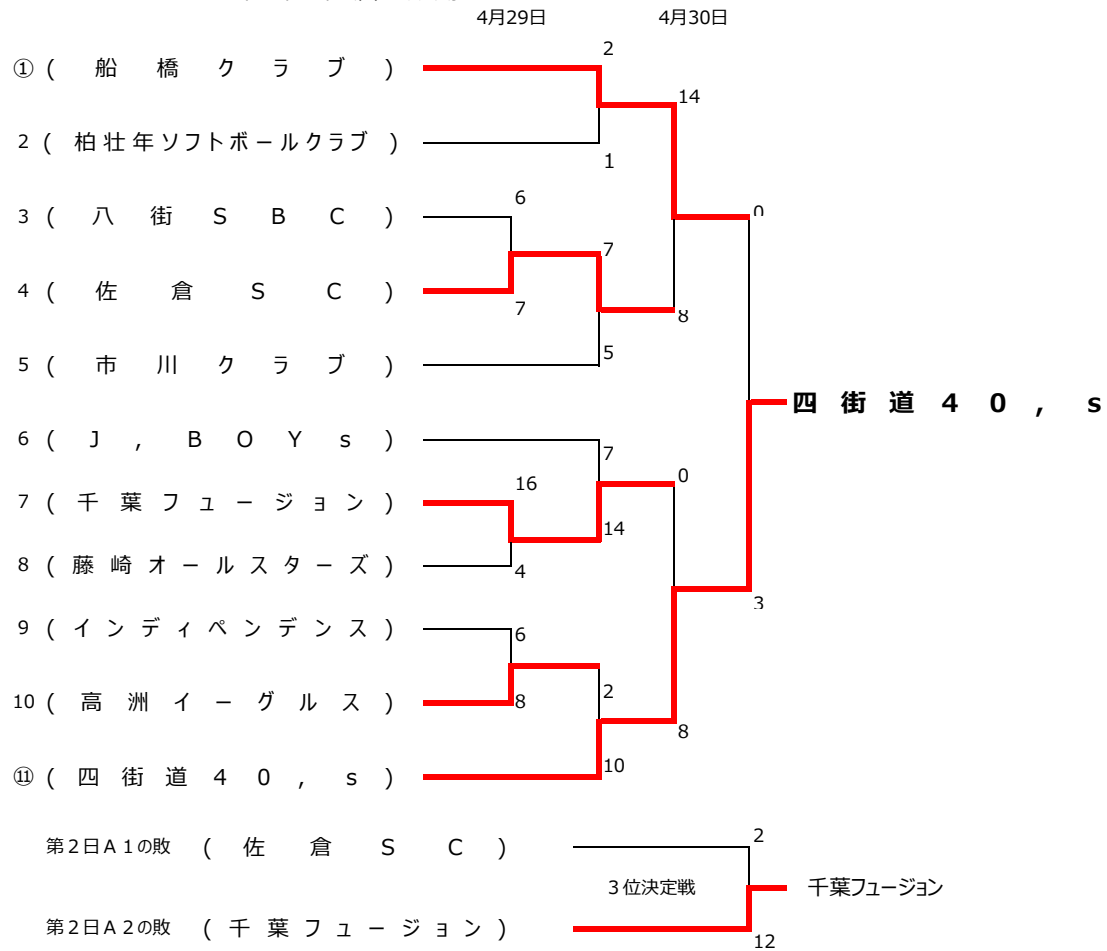 4月29日 4月30日
2
① ( 船橋クラブ )
14
2 ( 柏壮年ソフトボールクラブ )
1
6
3 ( 八街SBC )
0
7
4 ( 佐倉SC )
7
8
5
5 ( 市川クラブ )
四街道40,s
6 ( J,BOYs )
7
0
16
7 ( 千葉フュージョン )
14
8 ( 藤崎オールスターズ )
4
3
9 ( インディペンデンス )
6
2
10 ( 高洲イーグルス )
8
8
10
⑪ ( 四街道40,s )
2
第2日A1の敗 ( 佐倉SC )
3位決定戦 千葉フュージョン
第2日A2の敗 ( 千葉フュージョン )
12